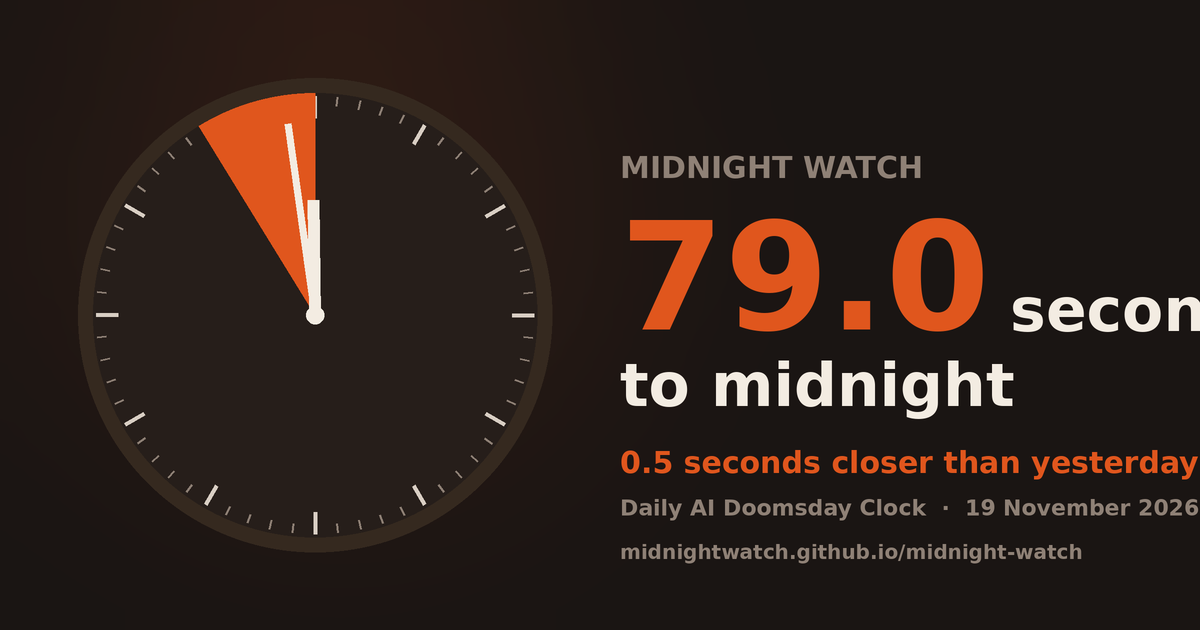 MIDNIGHT WATCH
79.0 secon
to midnight
0.5 seconds closer than yesterday
Daily AI Doomsday Clock · 19 November 2026
midnightwatch.github.io/midnight-watch